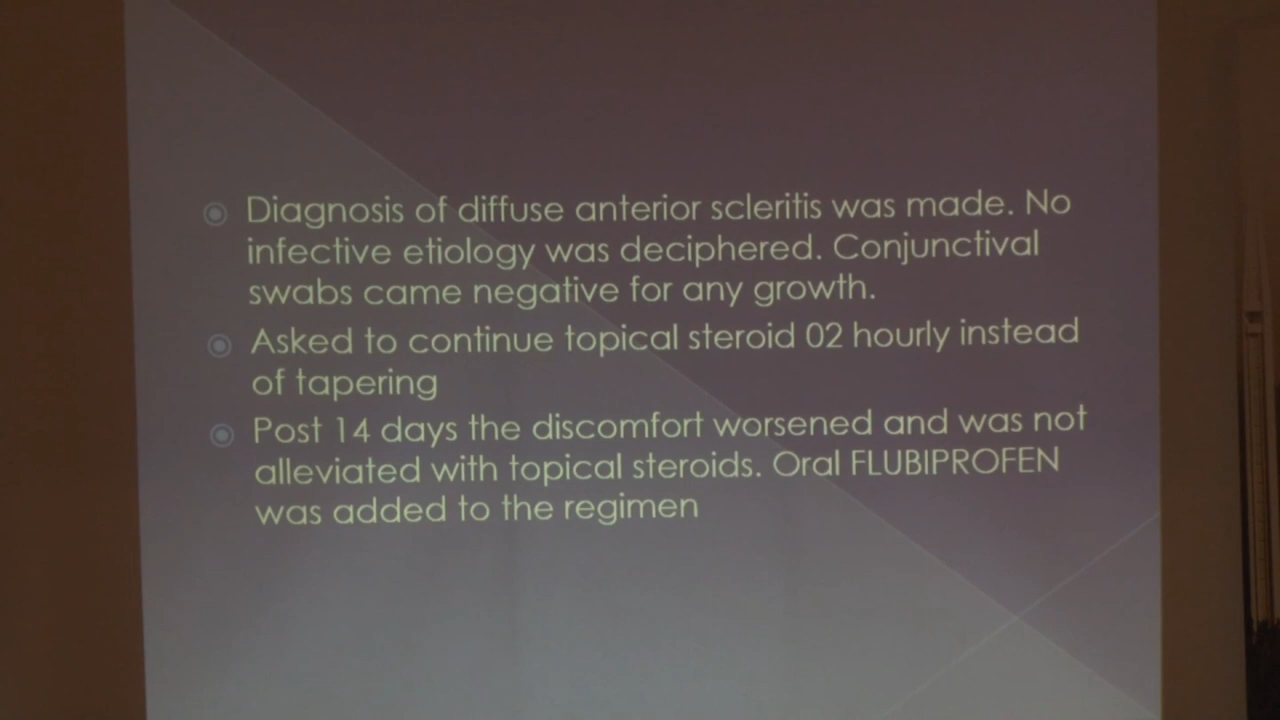 Diagnosis of diffuse anterior scleritis was made. No
infective etiology was deciphered. Conjunctival
swabs came negative for any growth.
Asked to continue topical steroid 02 hourly instead
of tapering
Post 14 days the discomfort worsened and was not
alleviated with topical steroids. Oral FLUBIPROFEN
was added to the regimen